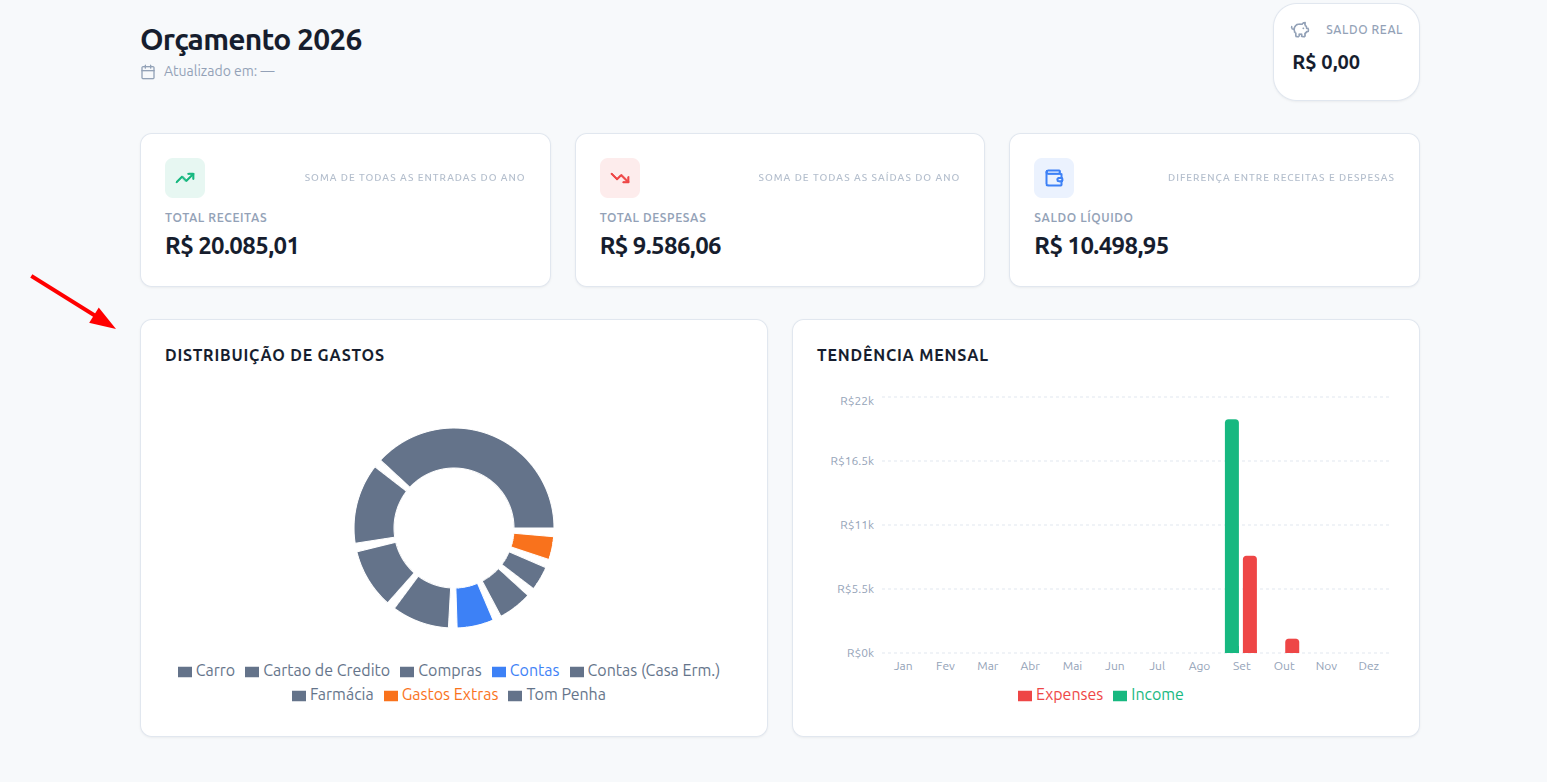 Orçamento 2026
Atualizado em: —
SALDO REAL
R$ 0,00
SOMA DE TODAS AS ENTRADAS DO ANO
TOTAL RECEITAS
R$ 20.085,01
SOMA DE TODAS AS SAÍDAS DO ANO
TOTAL DESPESAS
R$ 9.586,06
DIFERENÇA ENTRE RECEITAS E DESPESAS
SALDO LÍQUIDO
R$ 10.498,95
DISTRIBUIÇÃO DE GASTOS
Carro Cartao de Credito Compras Contas Contas (Casa Erm.)
Farmácia Gastos Extras Tom Penha
TENDÊNCIA MENSAL
R$22k
R$16.5k
R$11k
R$5.5k
R$0k
Jan Fev Mar Abr Mai Jun Jul Ago Set Out Nov Dez
Expenses Income